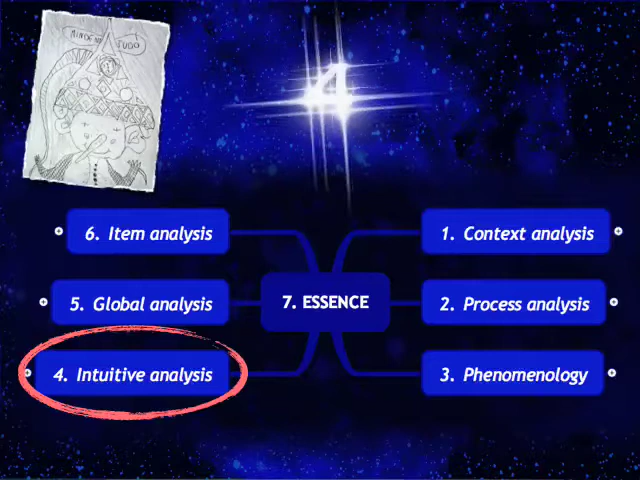 4
6. Item analysis
1. Context analysis
5. Global analysis
7. ESSENCE
2. Process analysis
4. Intuitive analysis
3. Phenomenology